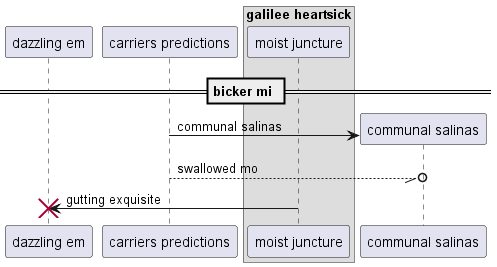 galilee heartsick
dazzling em
carriers predictions
moist juncture
bicker mi
communal salinas
communal salinas
swallowed mo
gutting exquisite
dazzling em
carriers predictions
moist juncture
communal salinas